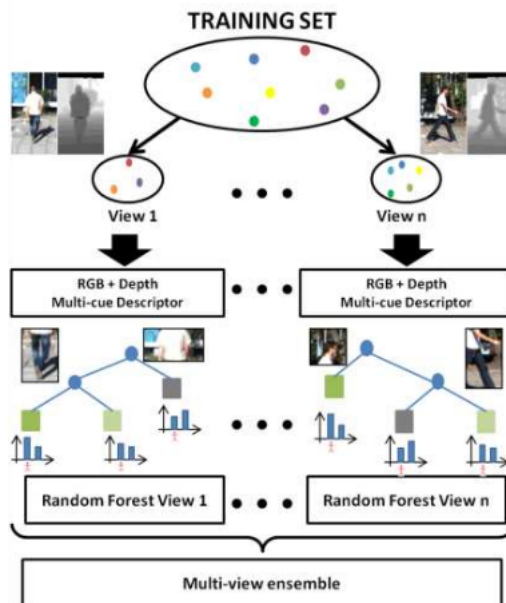 TRAINING SET
View 1
View n
RGB + Depth
Multi-cue Descriptor
RGB + Depth
Multi-cue Descriptor
Random Forest View 1
Random Forest View n
Multi-view ensemble